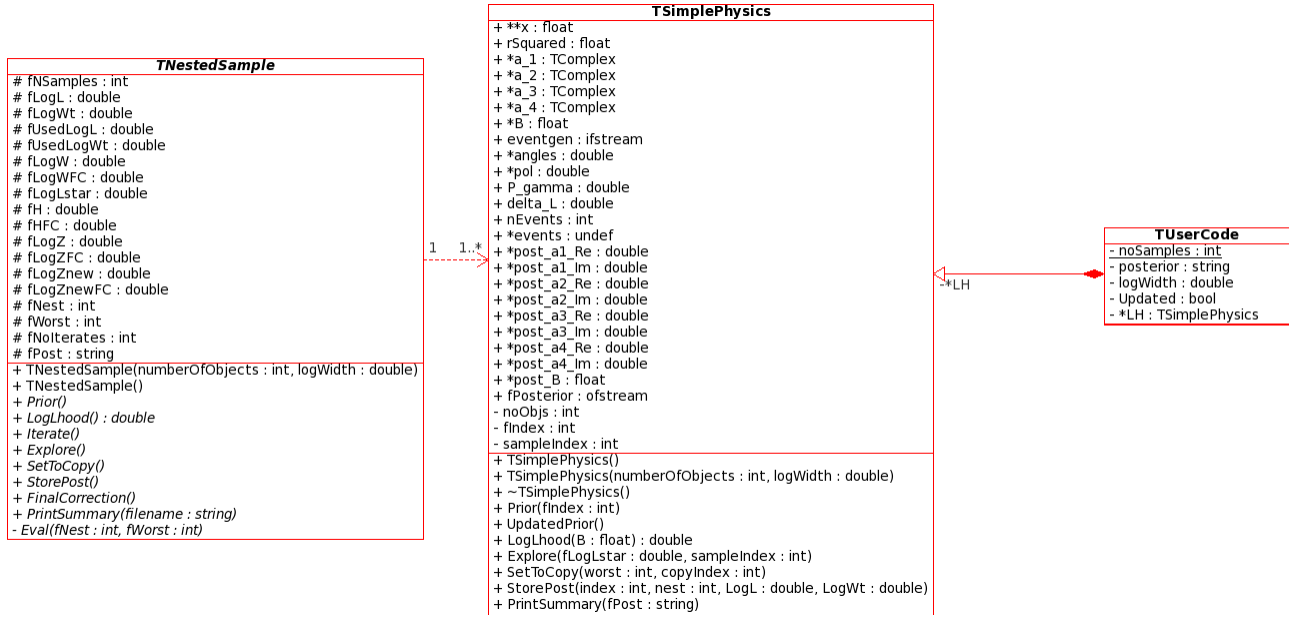 TNestedSample
# fNSamples : int
# fLogL : double
# fLogWt : double
# fUsedLogL : double
# fUsedLogWt : double
# fLogW : double
# fLogWFC : double
# fLogLstar : double
# fH : double
# fHFC : double
# fLogZ : double
# fLogZFC : double
# fLogZnew : double
# fLogZnewFC : double
# fNest : int
# fWorst : int
# fNoIterates : int
# fPost : string
+ TNestedSample(numberOfObjects : int, logWidth : double)
+ TNestedSample()
+ Prior()
+ LogLhood() : double
+ Iterate()
+ Explore()
+ SetToCopy()
+ StorePost()
+ FinalCorrection()
+ PrintSummary(filename : string)
- Eval(fNest : int, fWorst : int)
1 1..*
TSimplePhysics
+ **x : float
+ rSquared : float
+ *a_1 : TComplex
+ *a_2 : TComplex
+ *a_3 : TComplex
+ *a_4 : TComplex
+ *B : float
+ eventgen : ifstream
+ *angles : double
+ *pol : double
+ P_gamma : double
+ delta_L : double
+ nEvents : int
+ *events : undef
+ *post_a1_Re : double
+ *post_a1_Im : double
+ *post_a2_Re : double
+ *post_a2_Im : double
+ *post_a3_Re : double
+ *post_a3_Im : double
+ *post_a4_Re : double
+ *post_a4_Im : double
+ *post_B : float
+ fPosterior : ofstream
- noObjs : int
- fIndex : int
- sampleIndex : int
+ TSimplePhysics()
+ TSimplePhysics(numberOfObjects : int, logWidth : double)
+ ~TSimplePhysics()
+ Prior(fIndex : int)
+ UpdatedPrior()
+ LogLhood(B : float) : double
+ Explore(fLogLstar : double, sampleIndex : int)
+ SetToCopy(worst : int, copyIndex : int)
+ StorePost(index : int, nest : int, LogL : double, LogWt : double)
+ PrintSummary(fPost : string)
-*LH
TUserCode
- noSamples : int
- posterior : string
- logWidth : double
- Updated : bool
- *LH : TSimplePhysics